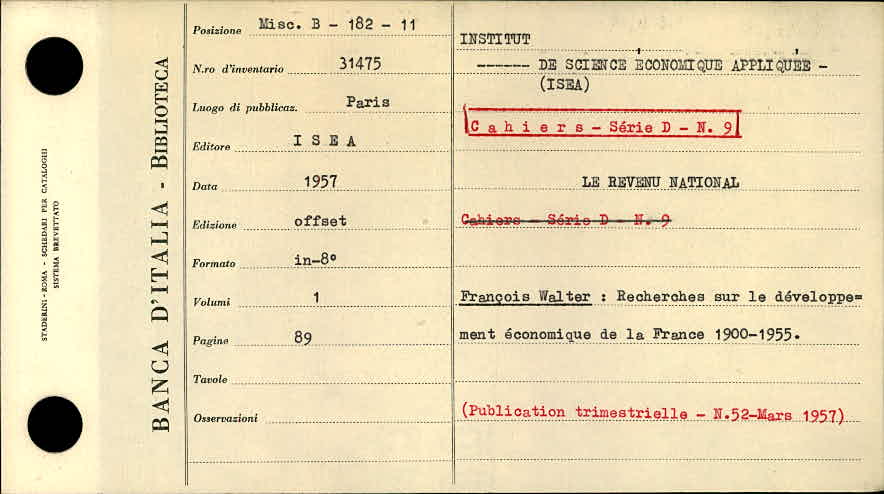 STADERINI - ROMA - SCHEDARI PER CATALOGHI
SISTEMA BREVETTATO
BANCA D'ITALIA - BIBLIOTECA
Posizione Misc. B - 182 - 11
N.ro d'inventario 31475
Luogo di pubblicaz. Paris
Editore I S E A
Data 1957
Edizione offset
Formato in-8°
Volumi 1
Pagine 89
Tavole
Osservazioni
INSTITUT
------ DE SCIENCE ECONOMIQUE APPLIQUEE -
(ISEA)
C a h i e r s - Série D - N. 9
LE REVENU NATIONAL
Cahiers - Série D - N. 9
François Walter : Recherches sur le développe=
ment économique de la France 1900-1955.
(Publication trimestrielle - N.52-Mars 1957)